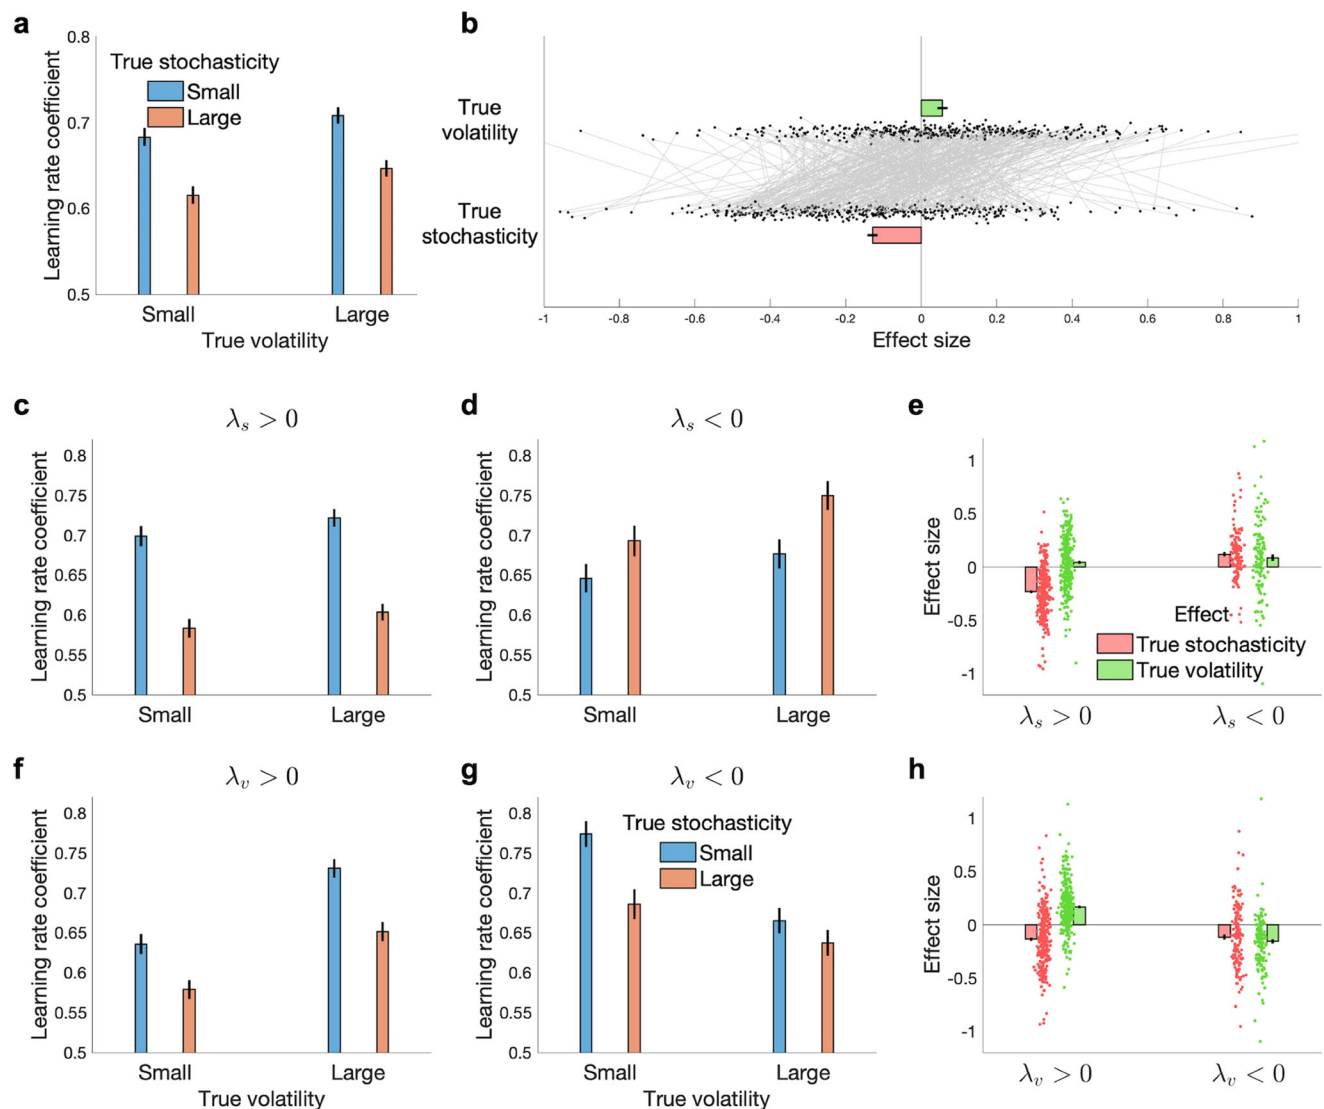 a
0.8
0.7
0.6
0.5
Learning rate coefficient
True stochasticity
Small
Large
Small
Large
True volatility
b
True
volatility
True
stochasticity
-1
-0.8
-0.6
-0.4
-0.2
0
0.2
0.4
0.6
0.8
1
Effect size
c
λs > 0
0.8
0.75
0.7
0.65
0.6
0.55
0.5
Learning rate coefficient
Small
Large
d
λs < 0
0.8
0.75
0.7
0.65
0.6
0.55
0.5
Learning rate coefficient
Small
Large
e
1
0.5
0
-0.5
-1
Effect size
Effect
True stochasticity
True volatility
λs > 0
λs < 0
f
λv > 0
0.8
0.75
0.7
0.65
0.6
0.55
0.5
Learning rate coefficient
Small
Large
True volatility
g
λv < 0
0.8
0.75
0.7
0.65
0.6
0.55
0.5
Learning rate coefficient
True stochasticity
Small
Large
Small
Large
True volatility
h
1
0.5
0
-0.5
-1
Effect size
λv > 0
λv < 0